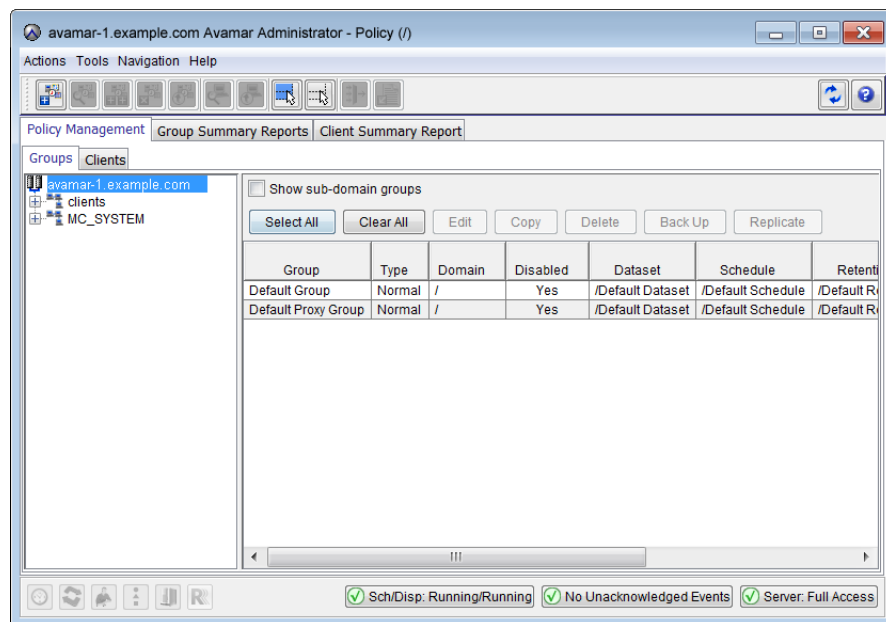 avamar-1.example.com Avamar Administrator - Policy (/)
Actions Tools Navigation Help
Policy Management Group Summary Reports Client Summary Report
Groups Clients
avamar-1.example.com
clients
MC_SYSTEM
Show sub-domain groups
Select All Clear All Edit Copy Delete Back Up Replicate
Group Type Domain Disabled Dataset Schedule Retenti
Default Group Normal / Yes /Default Dataset /Default Schedule /Default R
Default Proxy Group Normal / Yes /Default Dataset /Default Schedule /Default R
Sch/Disp: Running/Running No Unacknowledged Events Server: Full Access